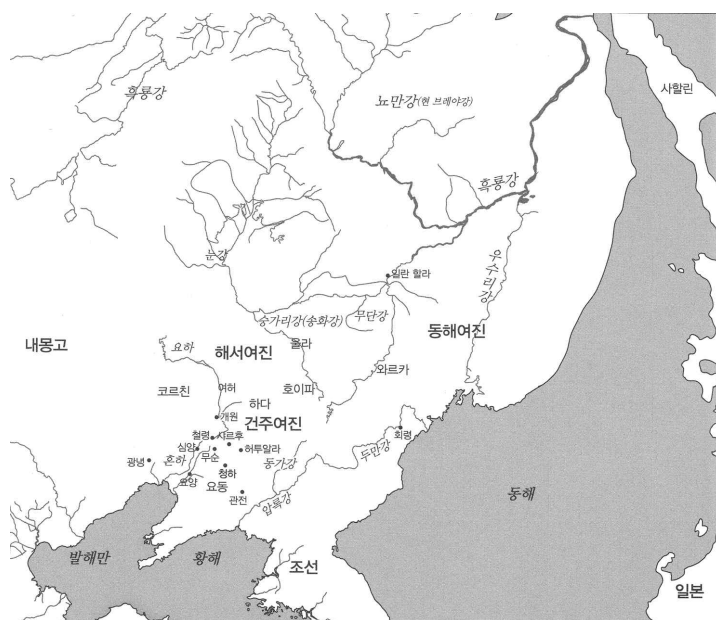 사할린
흑룡강
뇨만강(현 브레야강)
흑룡강
눈강
일란 할라
우수리강
숭가리강(송화강)
무단강
동해여진
내몽고
요하
해서여진
울라
와르카
코르친
여허
호이파
하다
개원
건주여진
철령
사르후
회령
심양
허투알라
무순
두만강
광녕
혼하
동가강
청하
요양
요동
관전
압록강
동해
발해만
황해
조선
일본